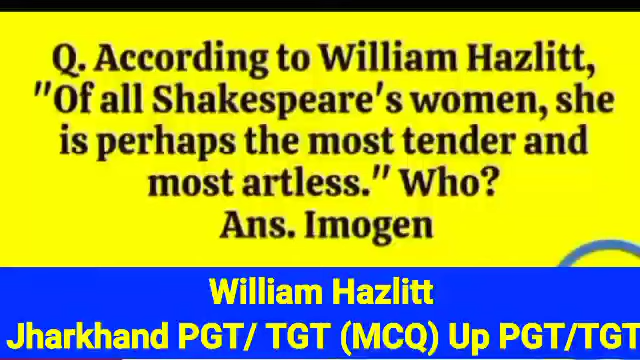 Q. According to William Hazlitt,
"Of all Shakespeare's women, she
is perhaps the most tender and
most artless." Who?
Ans. Imogen
William Hazlitt
Jharkhand PGT/ TGT (MCQ) Up PGT/TGT